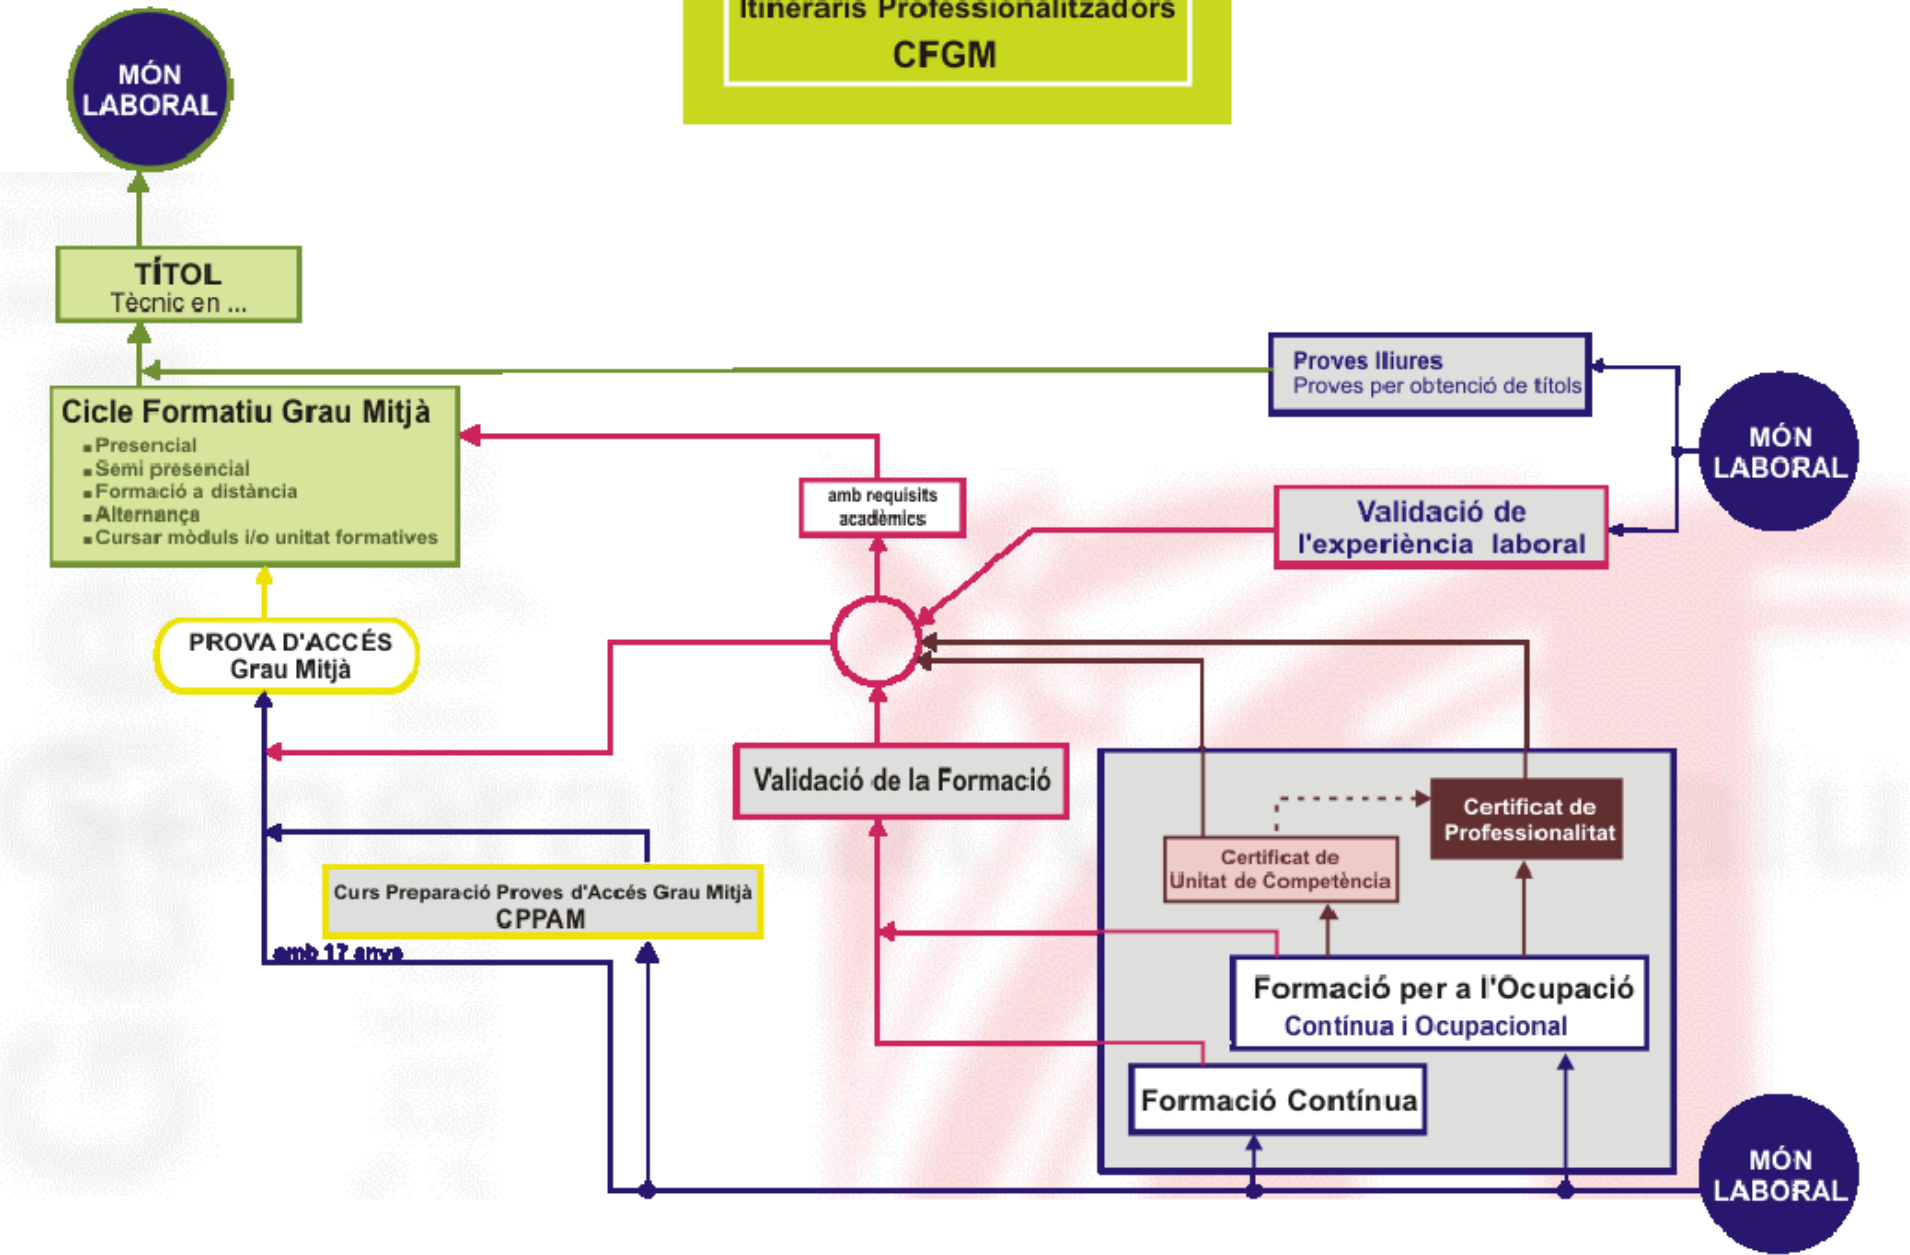 Itineraris Professionalitzadors
CFGM
MÓN
LABORAL
TÍTOL
Tècnic en ...
Proves lliures
Proves per obtenció de títols
Cicle Formatiu Grau Mitjà
Presencial
Semi presencial
Formació a distància
Alternança
Cursar mòduls i/o unitat formatives
MÓN
LABORAL
amb requisits
acadèmics
Validació de
l'experiència laboral
PROVA D'ACCÉS
Grau Mitjà
Validació de la Formació
Certificat de
Professionalitat
Certificat de
Unitat de Competència
Curs Preparació Proves d'Accés Grau Mitjà
CPPAM
amb 17 anys
Formació per a l'Ocupació
Contínua i Ocupacional
Formació Contínua
MÓN
LABORAL